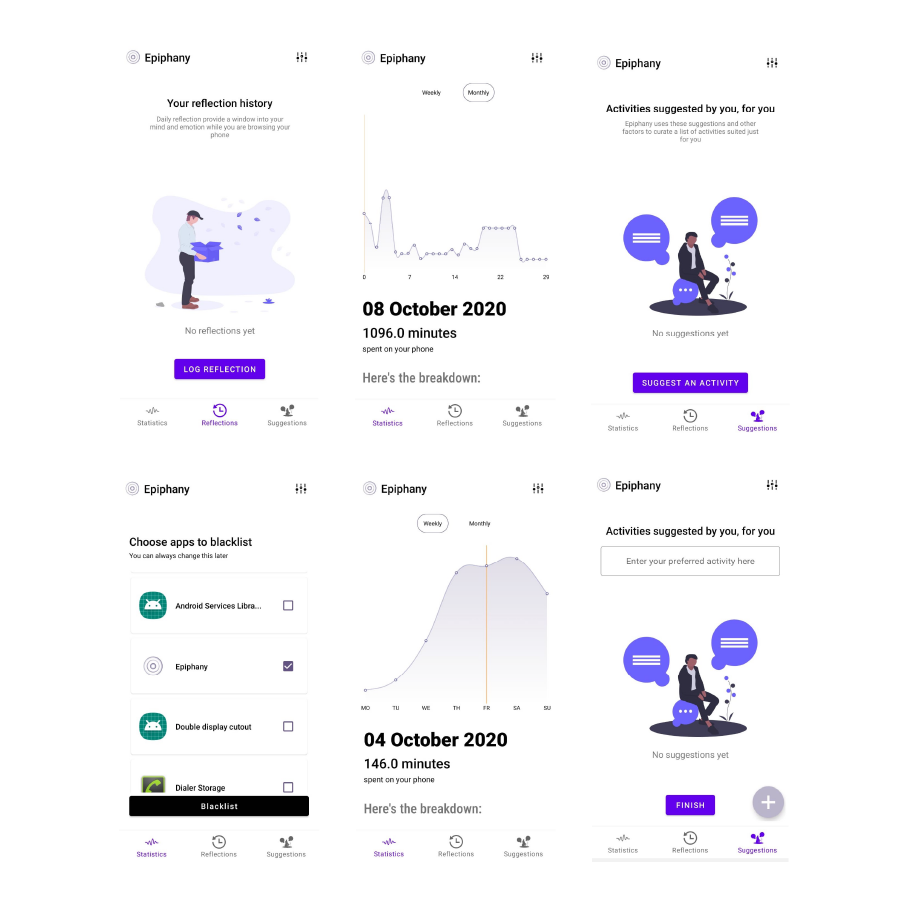 Epiphany
Your reflection history
Daily reflection provide a window into your
mind and emotion while you are browsing your
phone
No reflections yet
LOG REFLECTION
Statistics
Reflections
Suggestions
Epiphany
Weekly
Monthly
0 7 14 22 29
08 October 2020
1096.0 minutes
spent on your phone
Here's the breakdown:
Statistics
Reflections
Suggestions
Epiphany
Activities suggested by you, for you
Epiphany uses these suggestions and other
factors to curate a list of activities suited just
for you
No suggestions yet
SUGGEST AN ACTIVITY
Statistics
Reflections
Suggestions
Epiphany
Choose apps to blacklist
You can always change this later
Android Services Libra...
Epiphany
Double display cutout
Dialer Storage
Blacklist
Statistics
Reflections
Suggestions
Epiphany
Weekly
Monthly
MO TU WE TH FR SA SU
04 October 2020
146.0 minutes
spent on your phone
Here's the breakdown:
Statistics
Reflections
Suggestions
Epiphany
Activities suggested by you, for you
Enter your preferred activity here
No suggestions yet
FINISH
Statistics
Reflections
Suggestions